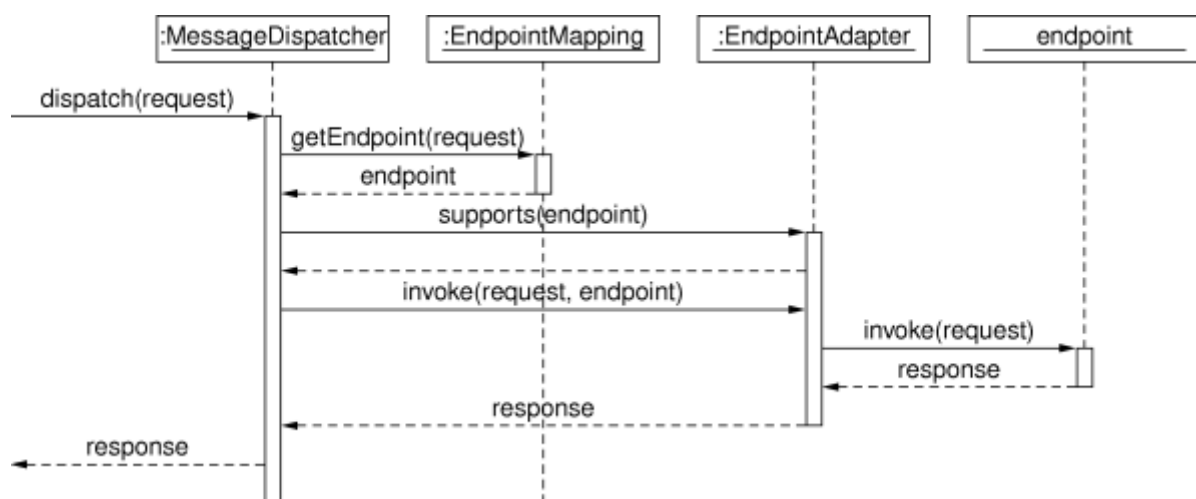 :MessageDispatcher
:EndpointMapping
:EndpointAdapter
endpoint
dispatch(request)
getEndpoint(request)
endpoint
supports(endpoint)
invoke(request, endpoint)
invoke(request)
response
response
response